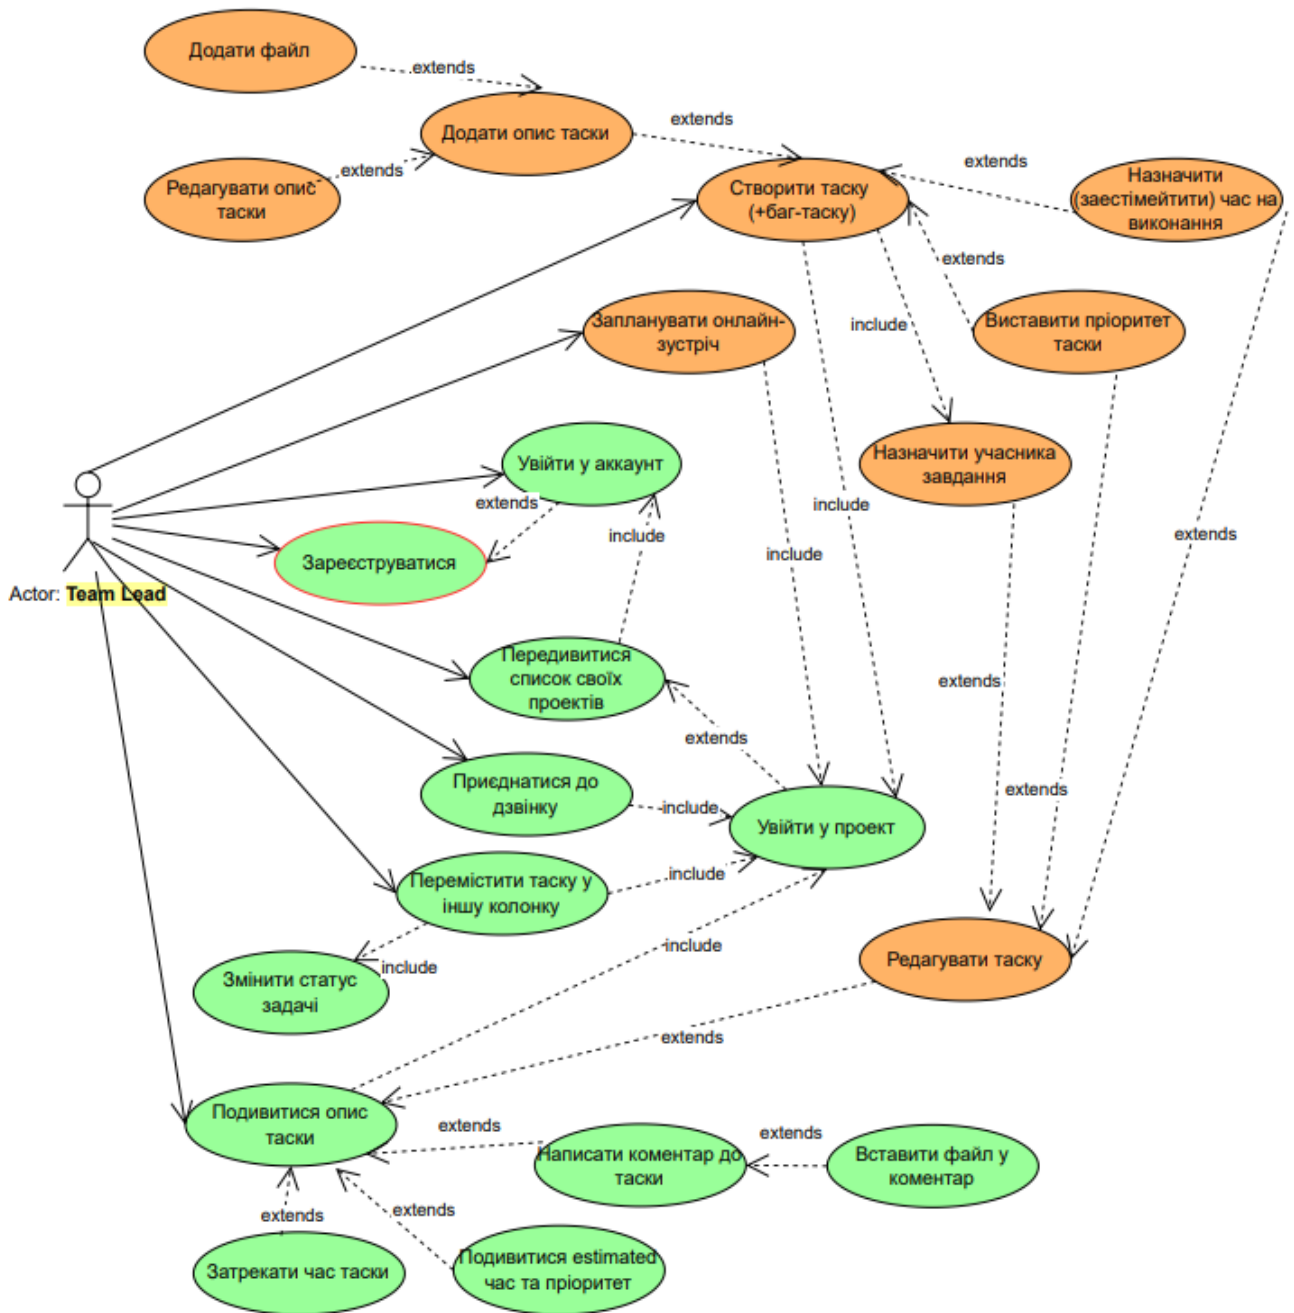 Додати файл
extends
Додати опис таски
extends
Редагувати опис
таски
extends
Створити таску
(+баг-таску)
extends
Назначити
(заестімейтити) час на
виконання
extends
Запланувати онлайн-
зустріч
include
Виставити пріоритет
таски
Увійти у аккаунт
Назначити учасника
завдання
extends
include
include
include
extends
Зареєструватися
Actor: Team Lead
Передивитися
список своїх
проектів
extends
extends
Приєднатися до
дзвінку
include
Увійти у проект
extends
Перемістити таску у
іншу колонку
include
Змінити статус
задачі
include
include
Редагувати таску
extends
Подивитися опис
таски
extends
Написати коментар до
таски
extends
Вставити файл у
коментар
extends
extends
Затрекати час таски
Подивитися estimated
час та пріоритет